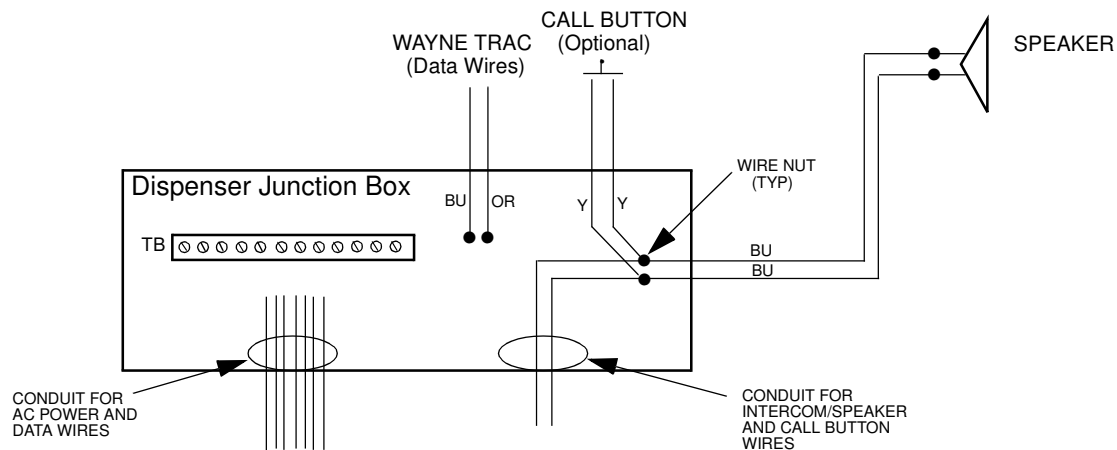 CALL BUTTON
(Optional)
WAYNE TRAC
(Data Wires)
SPEAKER
WIRE NUT
(TYP)
Dispenser Junction Box
BU
OR
Y
Y
TB
BU
BU
CONDUIT FOR
AC POWER AND
DATA WIRES
CONDUIT FOR
INTERCOM/SPEAKER
AND CALL BUTTON
WIRES